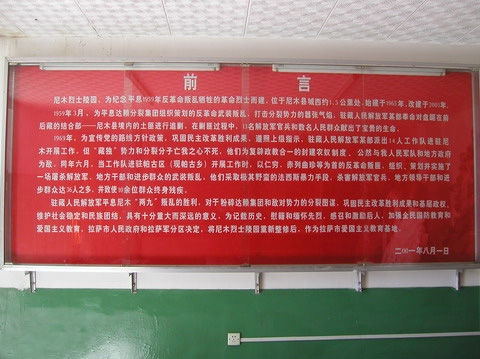 前言
尼木烈士陵园，为纪念平息1959年反革命叛乱牺牲的革命烈士而建，位于尼木县城西约1.5公里处，始建于1965年，改建于2001年。
1959年3月，为平息达赖分裂集团组织策划的反革命武装叛乱，打击分裂势力的嚣张气焰，驻藏人民解放军某部奉命对盘踞在前
后藏的结合部——尼木县境内的土匪进行追剿，在剿匪过程中，13名解放军官兵和数名人民群众献出了宝贵的生命。
1969年，为宣传党的路线方针政策，巩固民主改革胜利成果，遵照上级指示，驻藏人民解放军某部派出14人工作队进驻尼
木开展工作，但“藏独”势力和分裂分子亡我之心不死，他们为复辟政教合一的封建农奴制度，公然与我人民军队和地方政府
为敌，同年六月，当工作队进驻帕古区（现帕古乡）开展工作时，以仁穷、赤列曲珍等为首的反革命叛匪，组织、策划并实施了
一场屠杀解放军、地方干部和进步群众的武装叛乱，他们采取极其野蛮的法西斯暴力手段，杀害解放军官兵、地方领导干部和进
步群众达36人之多，并致使10余位群众终身残疾。
驻藏人民解放军平息尼木“两九”叛乱的胜利，对于粉碎达赖集团和敌对势力的分裂图谋、巩固民主改革胜利成果和基层政权、
维护社会稳定和民族团结，具有十分重大而深远的意义，为记载历史、慰籍和缅怀先烈、感召和激励后人，加强全民国防教育和
爱国主义教育，拉萨市人民政府和拉萨军分区决定，将尼木烈士陵园重新整修后，作为拉萨市爱国主义教育基地。
二00一年八月一日